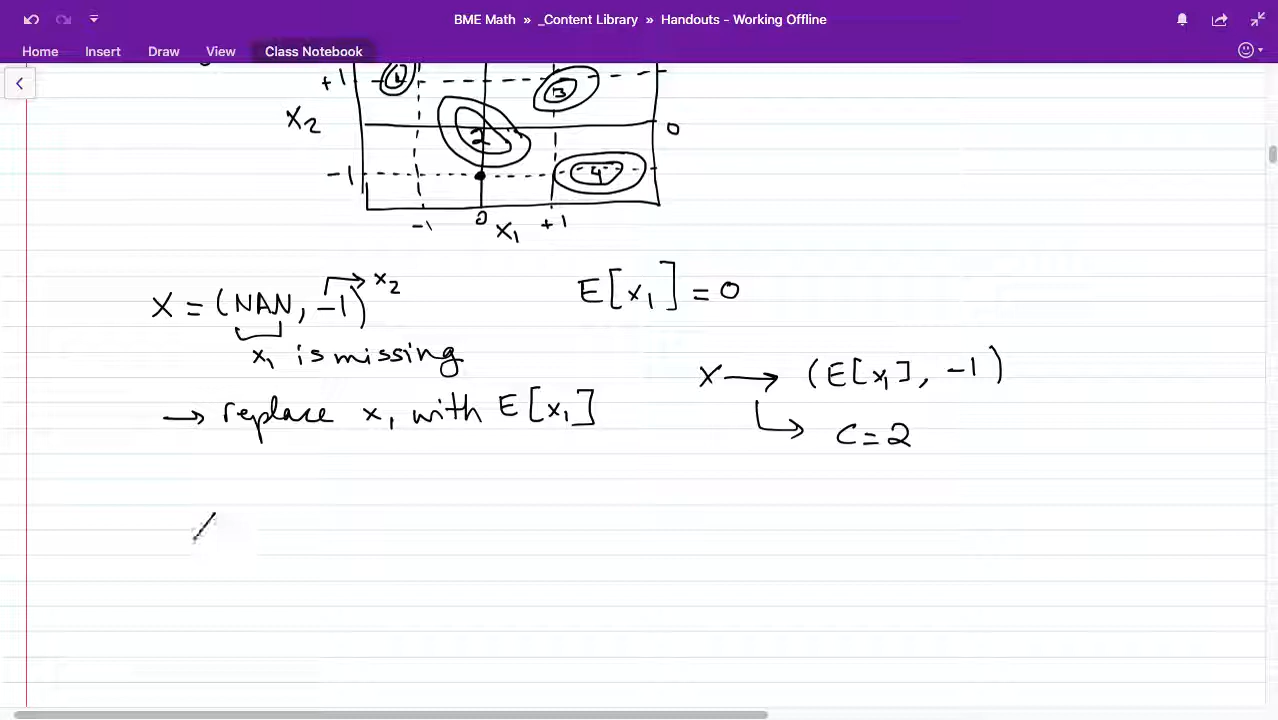 BME Math » _Content Library » Handouts - Working Offline
Home Insert Draw View Class Notebook
+1 1 3
X2 2 0
-1 4
-1 0 X1 +1
X = (NAN, -1) x2
x1 is missing
E[x1] = 0
→ replace x1 with E[x1]
X → (E[x1], -1)
↳ C = 2